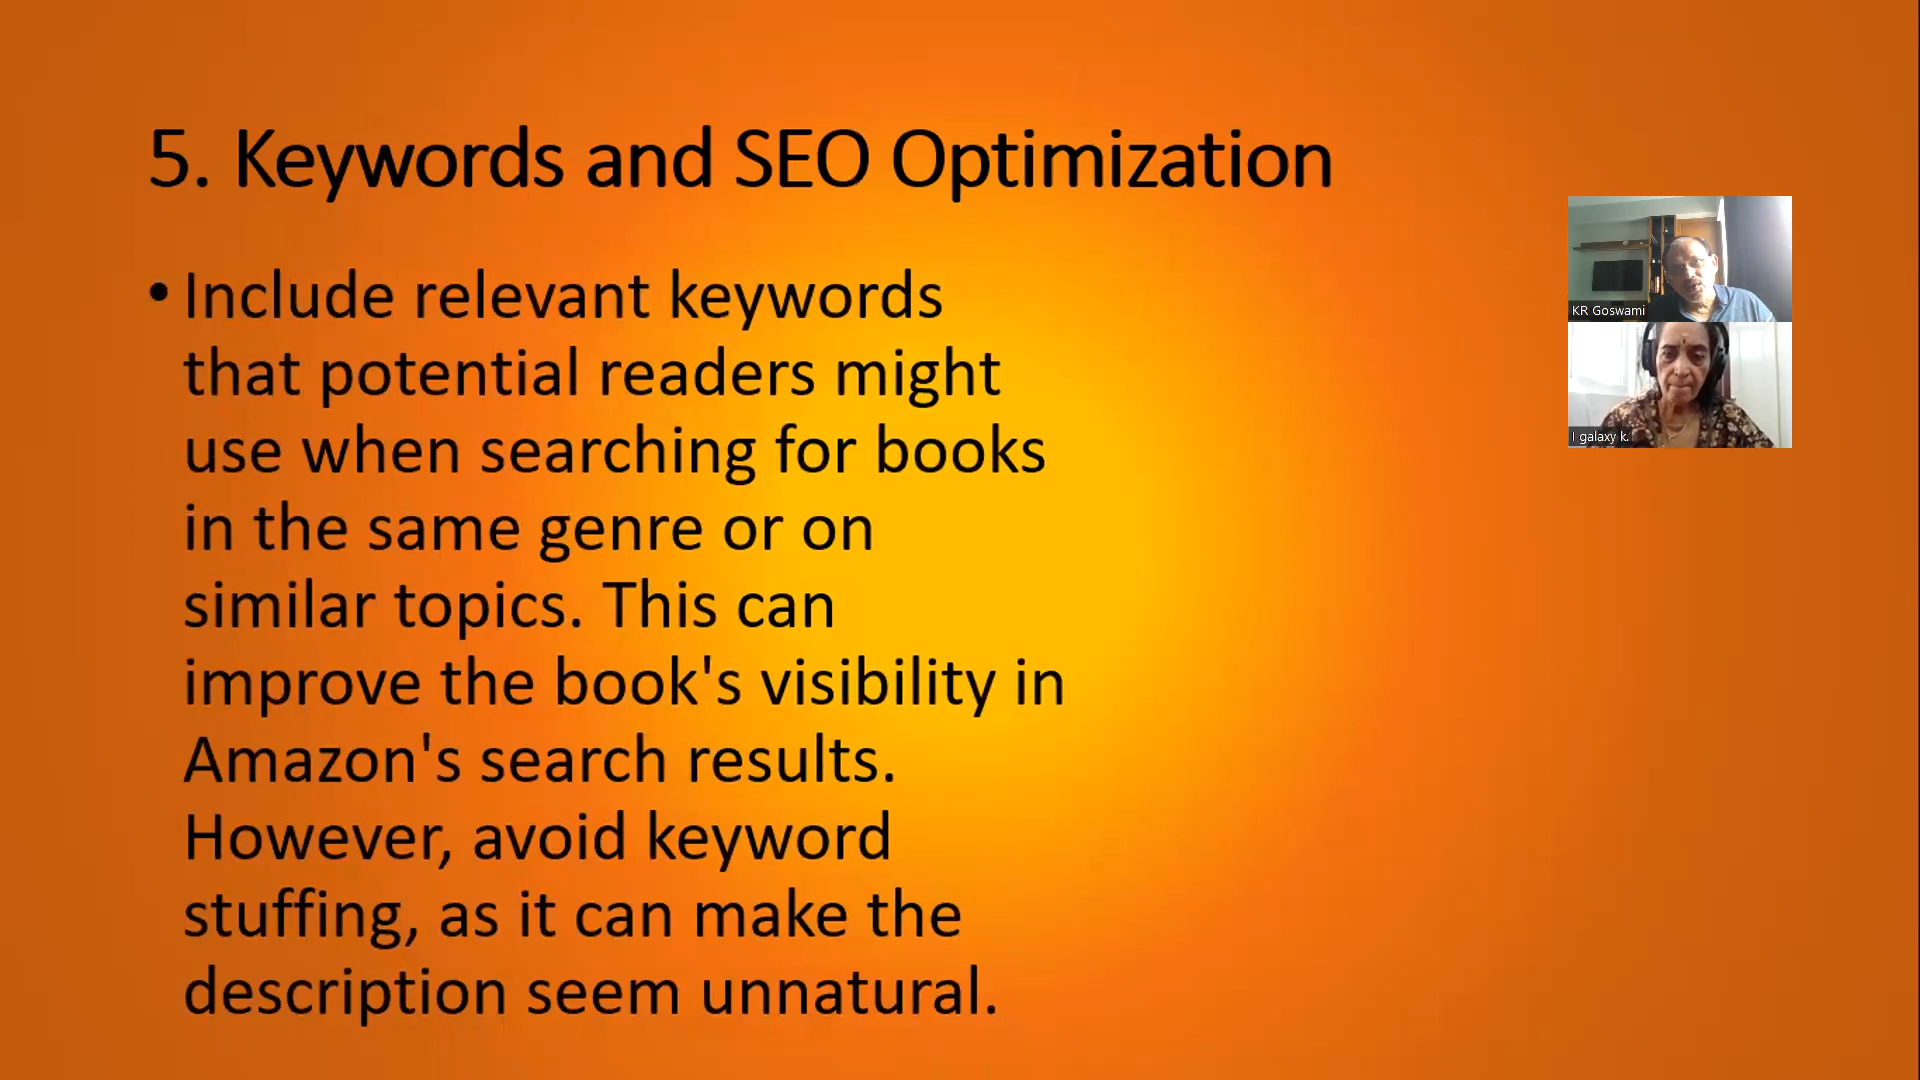 5. Keywords and SEO Optimization
• Include relevant keywords
that potential readers might
use when searching for books
in the same genre or on
similar topics. This can
improve the book's visibility in
Amazon's search results.
However, avoid keyword
stuffing, as it can make the
description seem unnatural.
KR Goswami
I galaxy k.